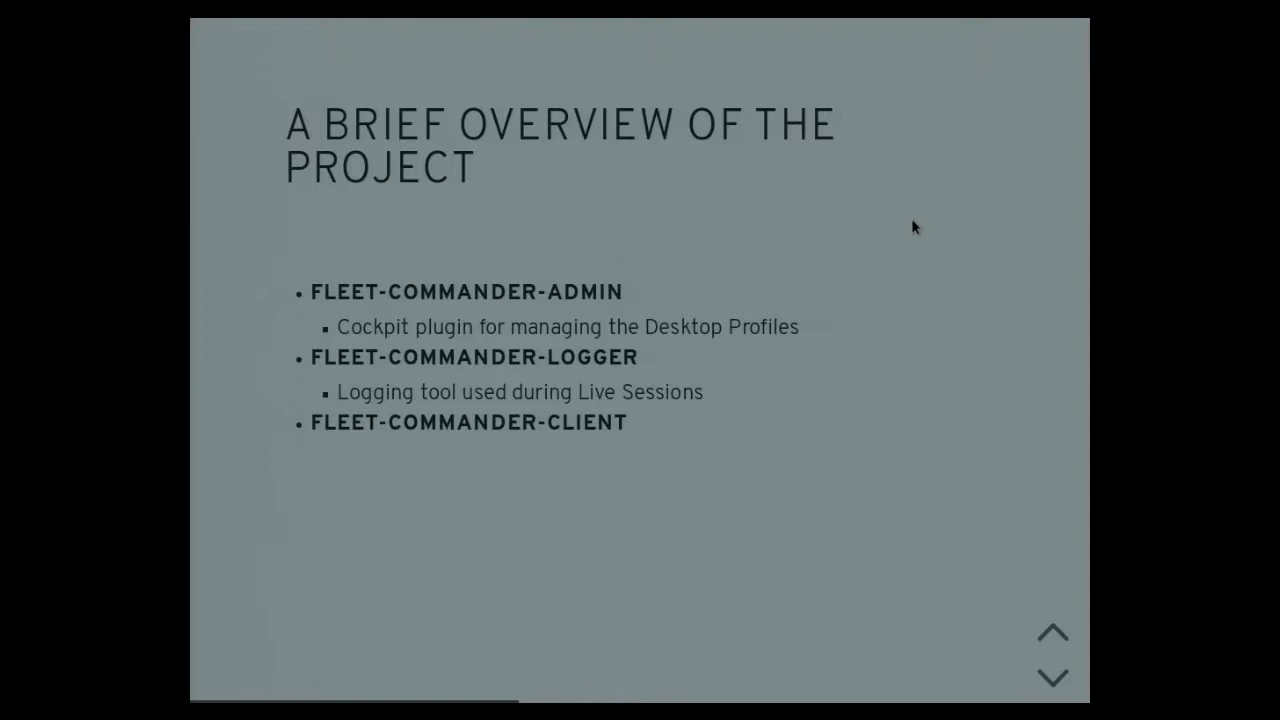 A BRIEF OVERVIEW OF THE
PROJECT
• FLEET-COMMANDER-ADMIN
▪ Cockpit plugin for managing the Desktop Profiles
• FLEET-COMMANDER-LOGGER
▪ Logging tool used during Live Sessions
• FLEET-COMMANDER-CLIENT